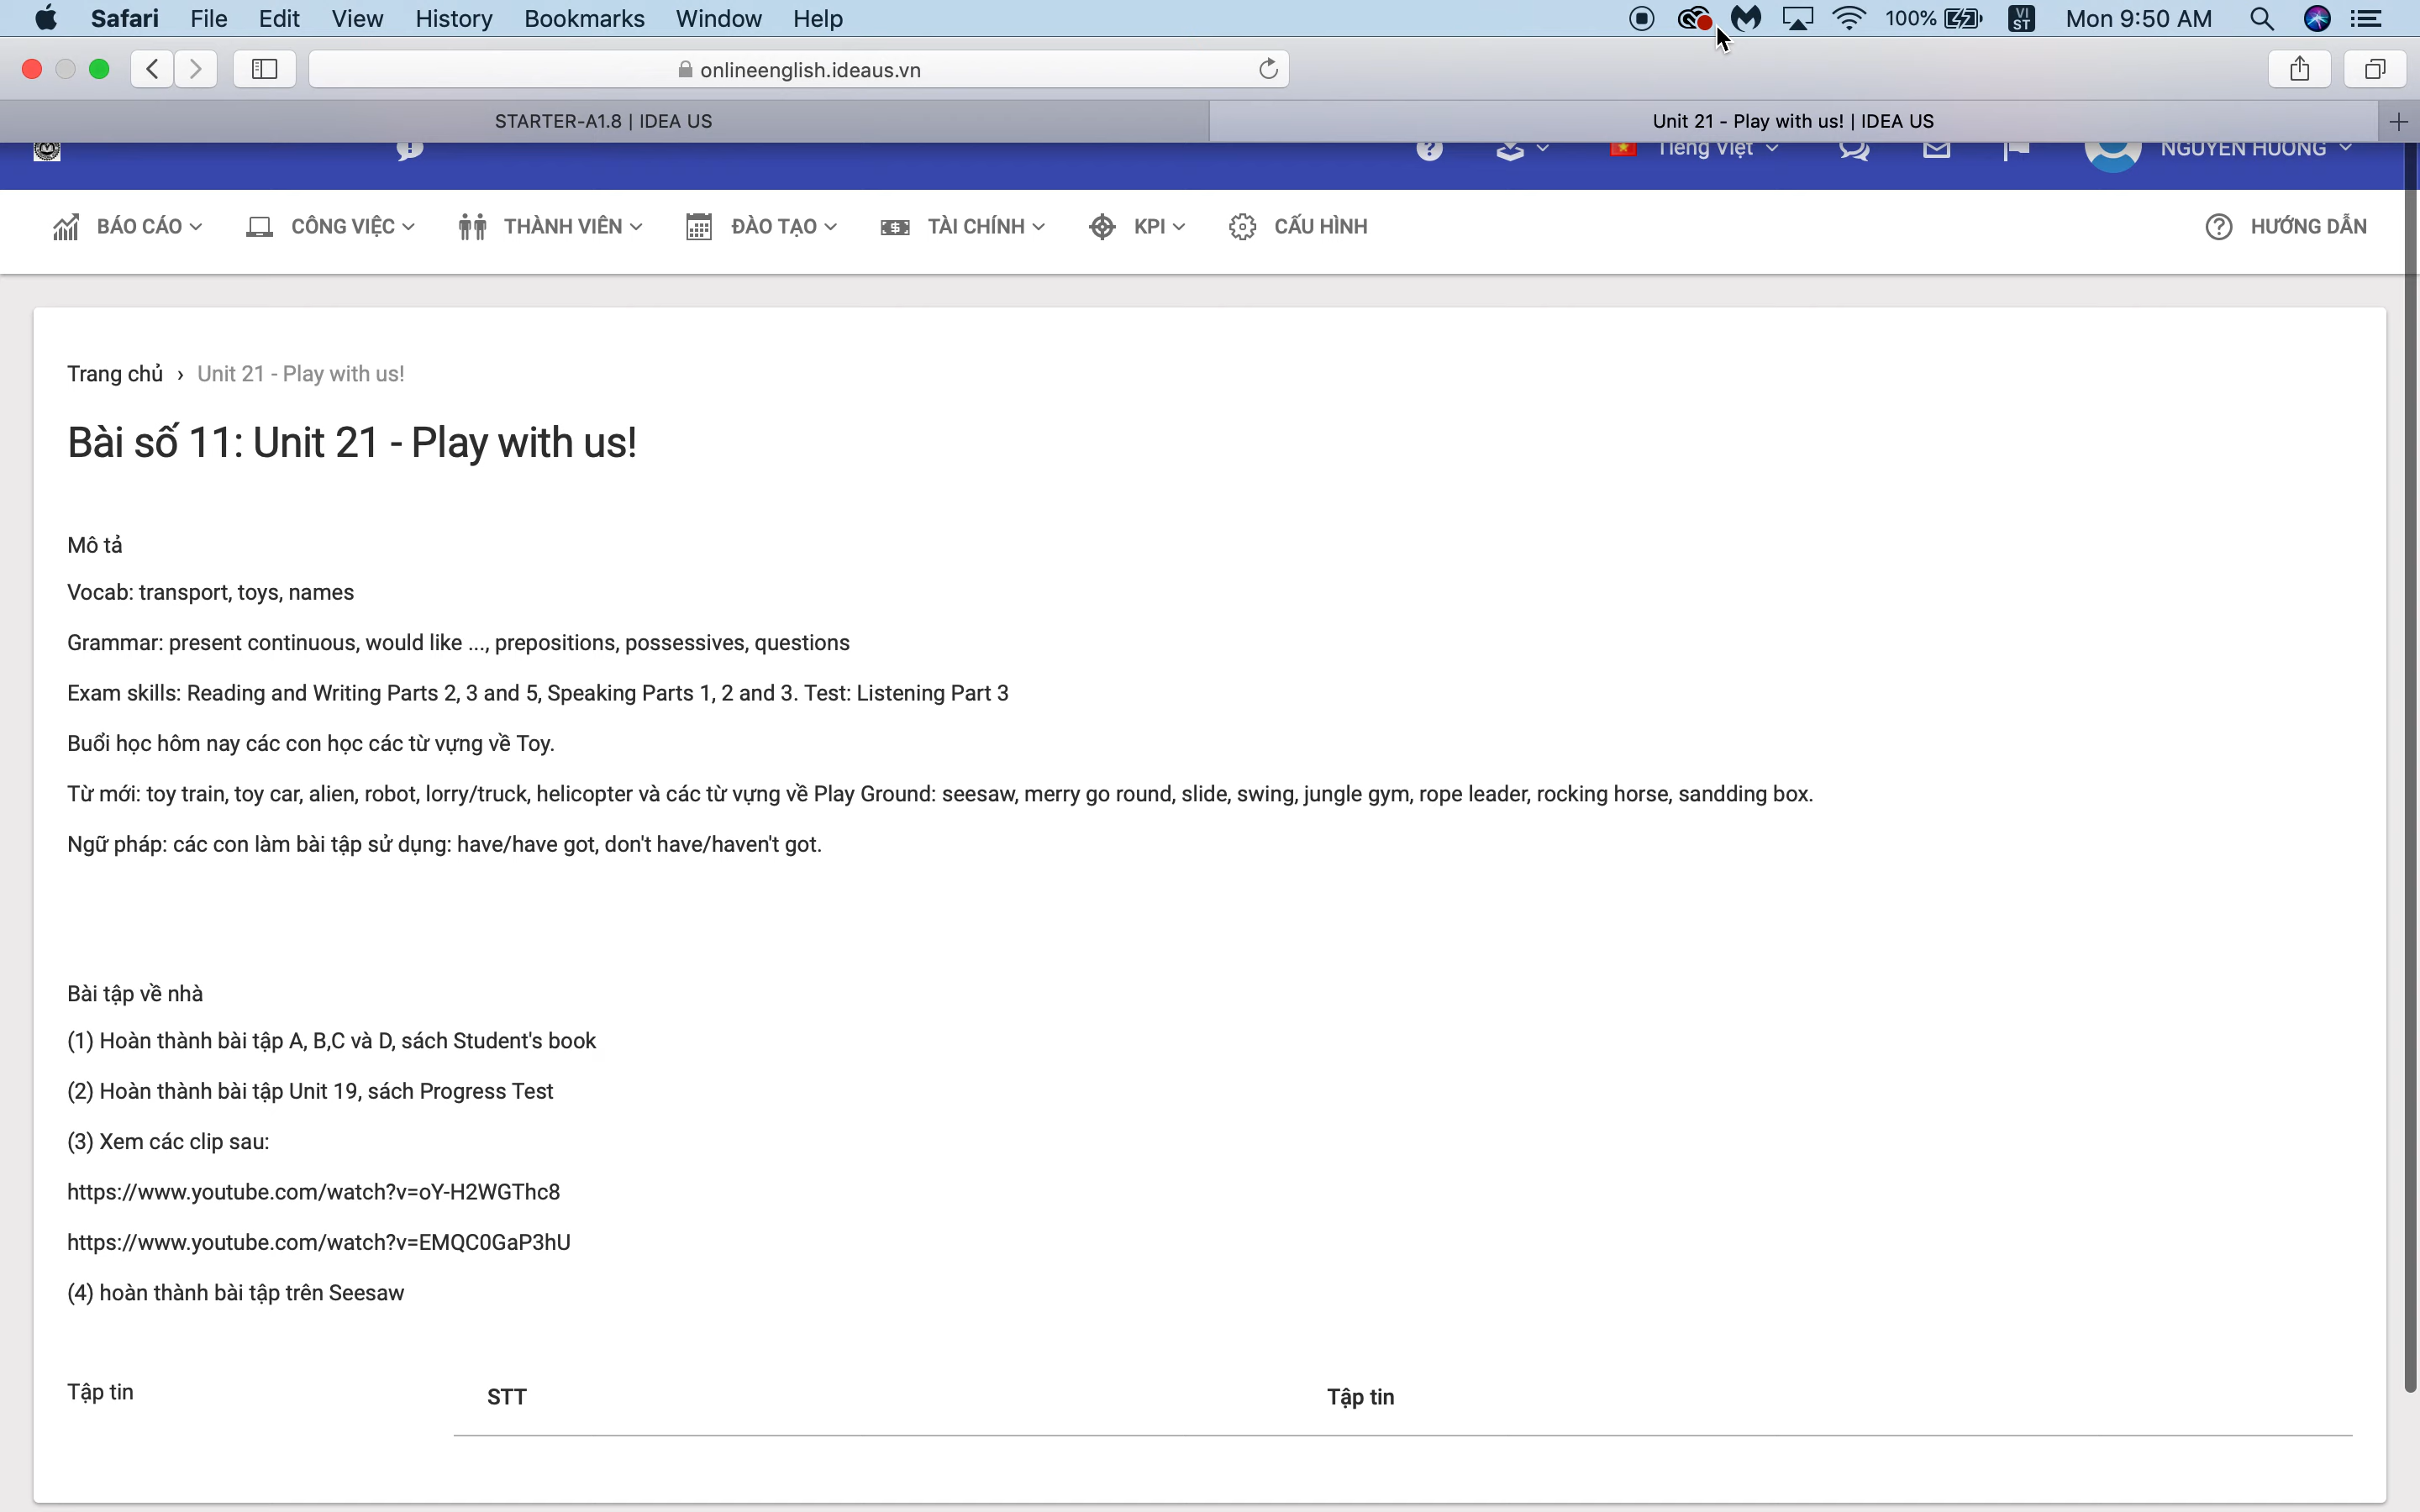 Safari File Edit View History Bookmarks Window Help 100% VI ST Mon 9:50 AM
onlineenglish.ideaus.vn
STARTER-A1.8 | IDEA US Unit 21 - Play with us! | IDEA US
Tiếng Việt NGUYEN HUONG
BÁO CÁO CÔNG VIỆC THÀNH VIÊN ĐÀO TẠO TÀI CHÍNH KPI CẤU HÌNH HƯỚNG DẪN
Trang chủ › Unit 21 - Play with us!
Bài số 11: Unit 21 - Play with us!
Mô tả
Vocab: transport, toys, names
Grammar: present continuous, would like ..., prepositions, possessives, questions
Exam skills: Reading and Writing Parts 2, 3 and 5, Speaking Parts 1, 2 and 3. Test: Listening Part 3
Buổi học hôm nay các con học các từ vựng về Toy.
Từ mới: toy train, toy car, alien, robot, lorry/truck, helicopter và các từ vựng về Play Ground: seesaw, merry go round, slide, swing, jungle gym, rope leader, rocking horse, sandding box.
Ngữ pháp: các con làm bài tập sử dụng: have/have got, don't have/haven't got.
Bài tập về nhà
(1) Hoàn thành bài tập A, B,C và D, sách Student's book
(2) Hoàn thành bài tập Unit 19, sách Progress Test
(3) Xem các clip sau:
https://www.youtube.com/watch?v=oY-H2WGThc8
https://www.youtube.com/watch?v=EMQC0GaP3hU
(4) hoàn thành bài tập trên Seesaw
Tập tin STT Tập tin